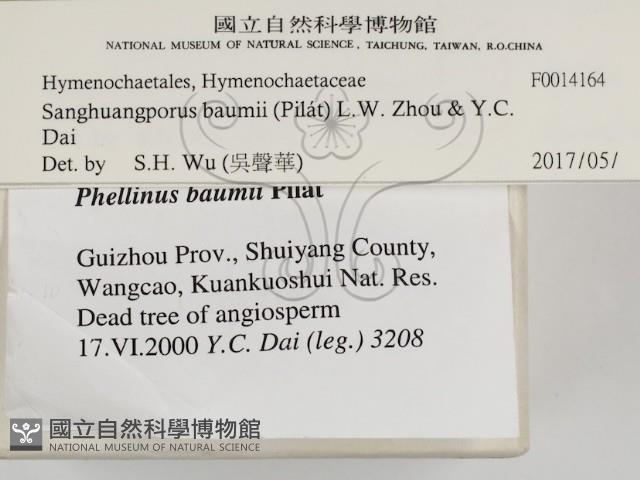 國立自然科學博物館
NATIONAL MUSEUM OF NATURAL SCIENCE, TAICHUNG, TAIWAN, R.O.CHINA
Hymenochaetales, Hymenochaetaceae F0014164
Sanghuangporus baumii (Pilát) L.W. Zhou & Y.C.
Dai
Det. by S.H. Wu (吳聲華) 2017/05/
Phellinus baumii Pilát
Guizhou Prov., Shuiyang County,
Wangcao, Kuankuoshui Nat. Res.
Dead tree of angiosperm
17.VI.2000 Y.C. Dai (leg.) 3208
國立自然科學博物館
NATIONAL MUSEUM OF NATURAL SCIENCE